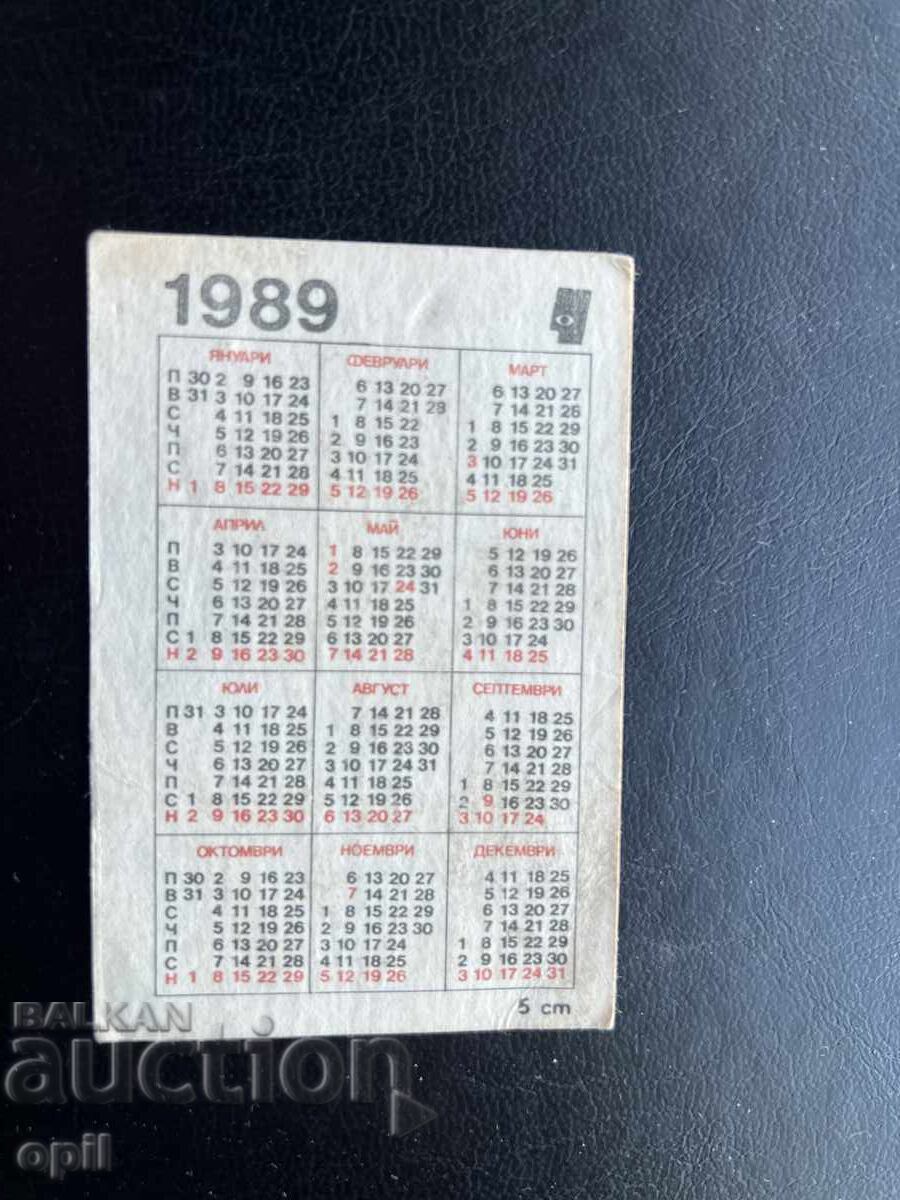 1989
ЯНУАРИ ФЕВРУАРИ МАРТ
П 30 2 9 16 23 6 13 20 27 6 13 20 27
В 31 3 10 17 24 7 14 21 28 7 14 21 28
С 4 11 18 25 1 8 15 22 1 8 15 22 29
Ч 5 12 19 26 2 9 16 23 2 9 16 23 30
П 6 13 20 27 3 10 17 24 3 10 17 24 31
С 7 14 21 28 4 11 18 25 4 11 18 25
Н 1 8 15 22 29 5 12 19 26 5 12 19 26
АПРИЛ МАЙ ЮНИ
П 3 10 17 24 1 8 15 22 29 5 12 19 26
В 4 11 18 25 2 9 16 23 30 6 13 20 27
С 5 12 19 26 3 10 17 24 31 7 14 21 28
Ч 6 13 20 27 4 11 18 25 1 8 15 22 29
П 7 14 21 28 5 12 19 26 2 9 16 23 30
С 1 8 15 22 29 6 13 20 27 3 10 17 24
Н 2 9 16 23 30 7 14 21 28 4 11 18 25
ЮЛИ АВГУСТ СЕПТЕМВРИ
П 31 3 10 17 24 7 14 21 28 4 11 18 25
В 4 11 18 25 1 8 15 22 29 5 12 19 26
С 5 12 19 26 2 9 16 23 30 6 13 20 27
Ч 6 13 20 27 3 10 17 24 31 7 14 21 28
П 7 14 21 28 4 11 18 25 1 8 15 22 29
С 1 8 15 22 29 5 12 19 26 2 9 16 23 30
Н 2 9 16 23 30 6 13 20 27 3 10 17 24
ОКТОМВРИ НОЕМВРИ ДЕКЕМВРИ
П 30 2 9 16 23 6 13 20 27 4 11 18 25
В 31 3 10 17 24 7 14 21 28 5 12 19 26
С 4 11 18 25 1 8 15 22 29 6 13 20 27
Ч 5 12 19 26 2 9 16 23 30 7 14 21 28
П 6 13 20 27 3 10 17 24 1 8 15 22 29
С 7 14 21 28 4 11 18 25 2 9 16 23 30
Н 1 8 15 22 29 5 12 19 26 3 10 17 24 31
5 cm
BALKAN
auction
opil